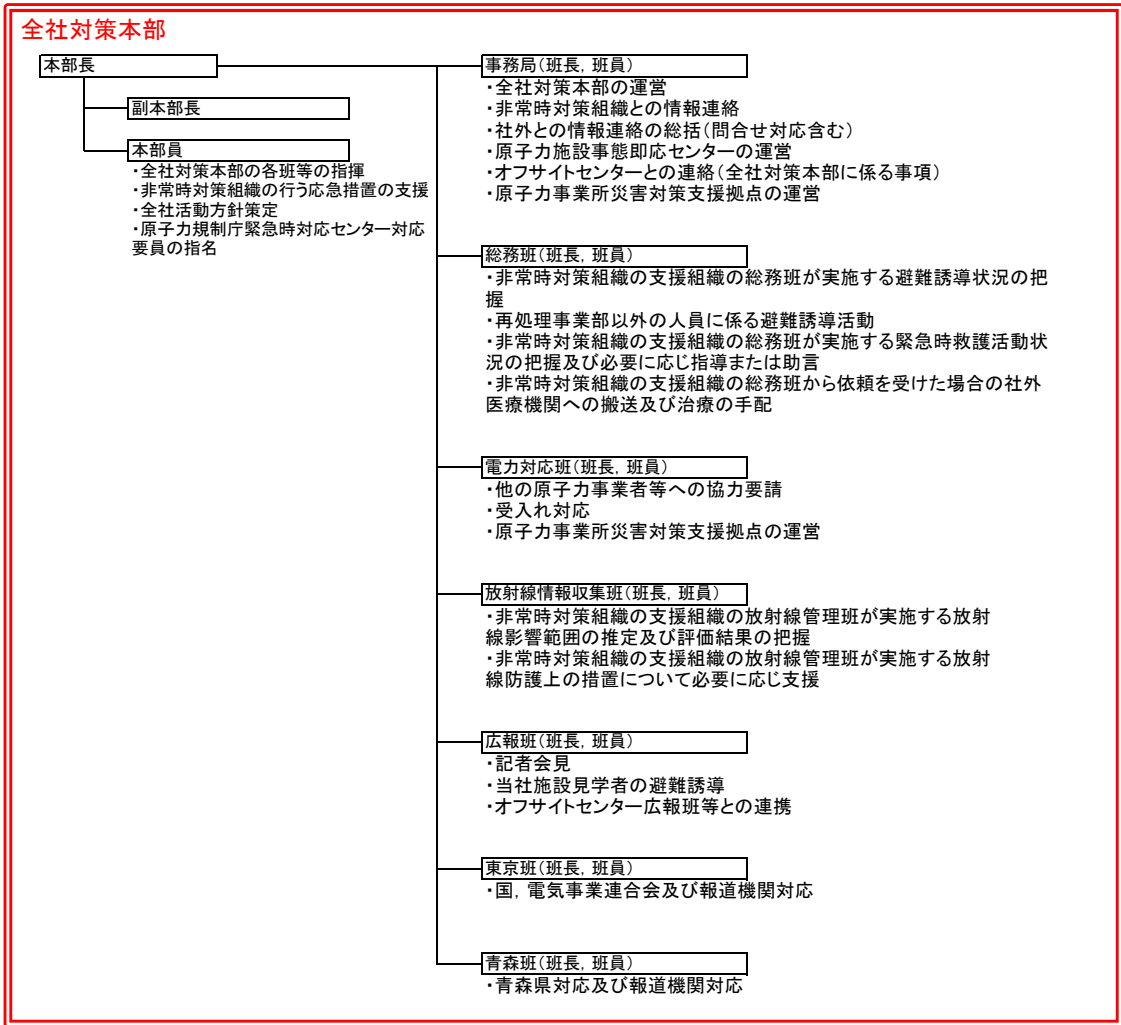 全社対策本部
本部長
副本部長
本部員
・全社対策本部の各班等の指揮
・非常時対策組織の行う応急措置の支援
・全社活動方針策定
・原子力規制庁緊急時対応センター対応
要員の指名
事務局(班長, 班員)
・全社対策本部の運営
・非常時対策組織との情報連絡
・社外との情報連絡の総括(問合せ対応含む)
・原子力施設事態即応センターの運営
・オフサイトセンターとの連絡(全社対策本部に係る事項)
・原子力事業所災害対策支援拠点の運営
総務班(班長, 班員)
・非常時対策組織の支援組織の総務班が実施する避難誘導状況の把
握
・再処理事業部以外の人員に係る避難誘導活動
・非常時対策組織の支援組織の総務班が実施する緊急時救護活動状
況の把握及び必要に応じ指導または助言
・非常時対策組織の支援組織の総務班から依頼を受けた場合の社外
医療機関への搬送及び治療の手配
電力対応班(班長, 班員)
・他の原子力事業者等への協力要請
・受入れ対応
・原子力事業所災害対策支援拠点の運営
放射線情報収集班(班長, 班員)
・非常時対策組織の支援組織の放射線管理班が実施する放射
線影響範囲の推定及び評価結果の把握
・非常時対策組織の支援組織の放射線管理班が実施する放射
線防護上の措置について必要に応じ支援
広報班(班長, 班員)
・記者会見
・当社施設見学者の避難誘導
・オフサイトセンター広報班等との連携
東京班(班長, 班員)
・国, 電気事業連合会及び報道機関対応
青森班(班長, 班員)
・青森県対応及び報道機関対応